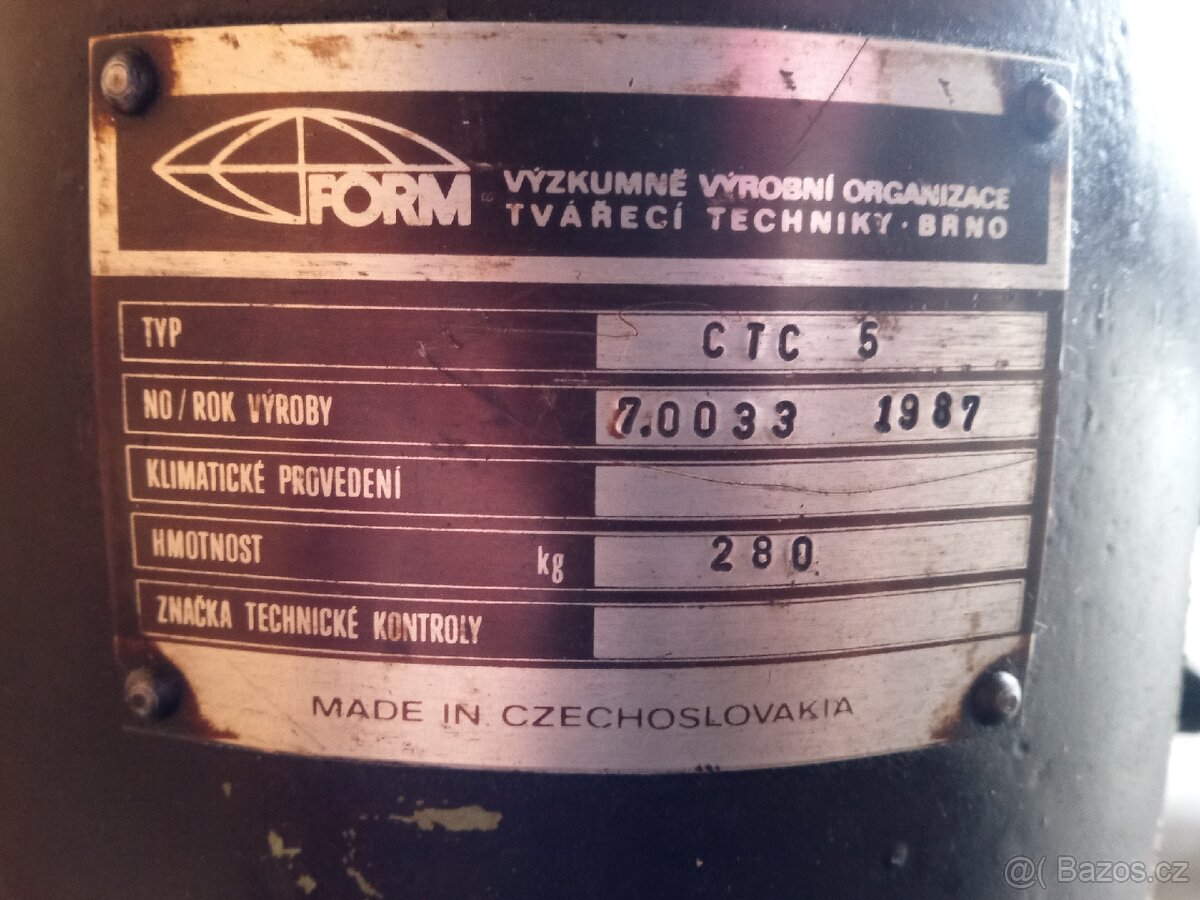 FORM
VÝZKUMNĚ VÝROBNÍ ORGANIZACE
TVÁŘECÍ TECHNIKY · BRNO
TYP CTC 5
NO / ROK VÝROBY 7.0033 1987
KLIMATICKÉ PROVEDENÍ
HMOTNOST kg 280
ZNAČKA TECHNICKÉ KONTROLY
MADE IN CZECHOSLOVAKIA
@( Bazos.cz